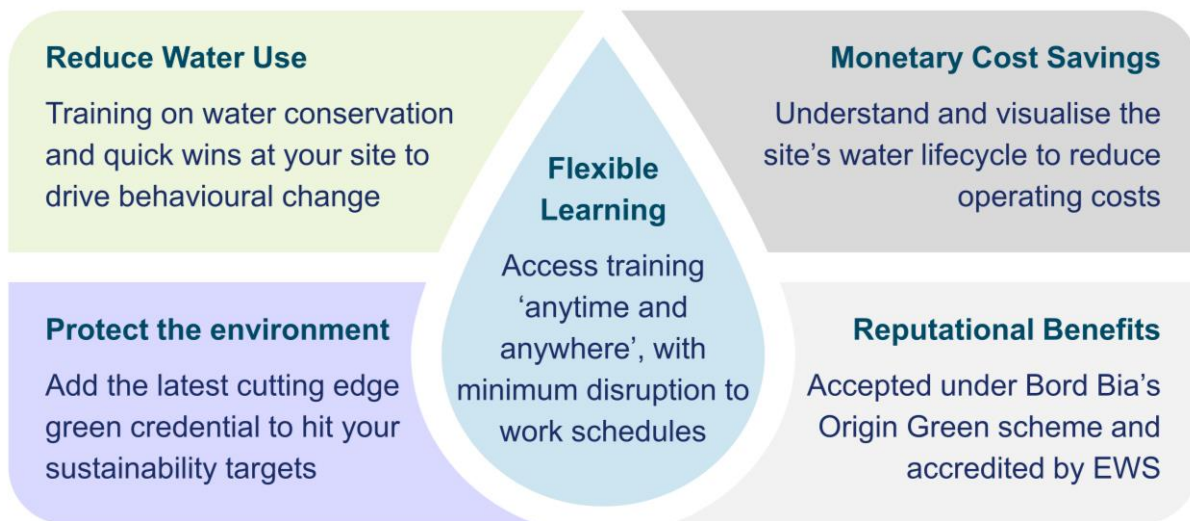 Reduce Water Use
Training on water conservation
and quick wins at your site to
drive behavioural change
Monetary Cost Savings
Understand and visualise the
site's water lifecycle to reduce
operating costs
Flexible
Learning
Access training
‘anytime and
anywhere’, with
minimum disruption to
work schedules
Protect the environment
Add the latest cutting edge
green credential to hit your
sustainability targets
Reputational Benefits
Accepted under Bord Bia's
Origin Green scheme and
accredited by EWS